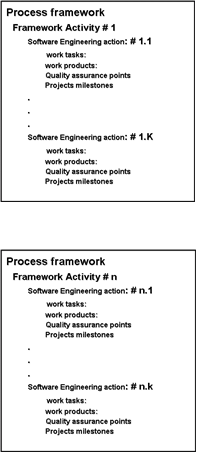 Process framework
Framework Activity # 1
Software Engineering action: # 1.1
work tasks:
work products:
Quality assurance points
Projects milestones
.
.
.
Software Engineering action: # 1.K
work tasks:
work products:
Quality assurance points
Projects milestones
Process framework
Framework Activity # n
Software Engineering action: # n.1
work tasks:
work products:
Quality assurance points
Projects milestones
.
.
.
Software Engineering action: # n.k
work tasks:
work products:
Quality assurance points
Projects milestones